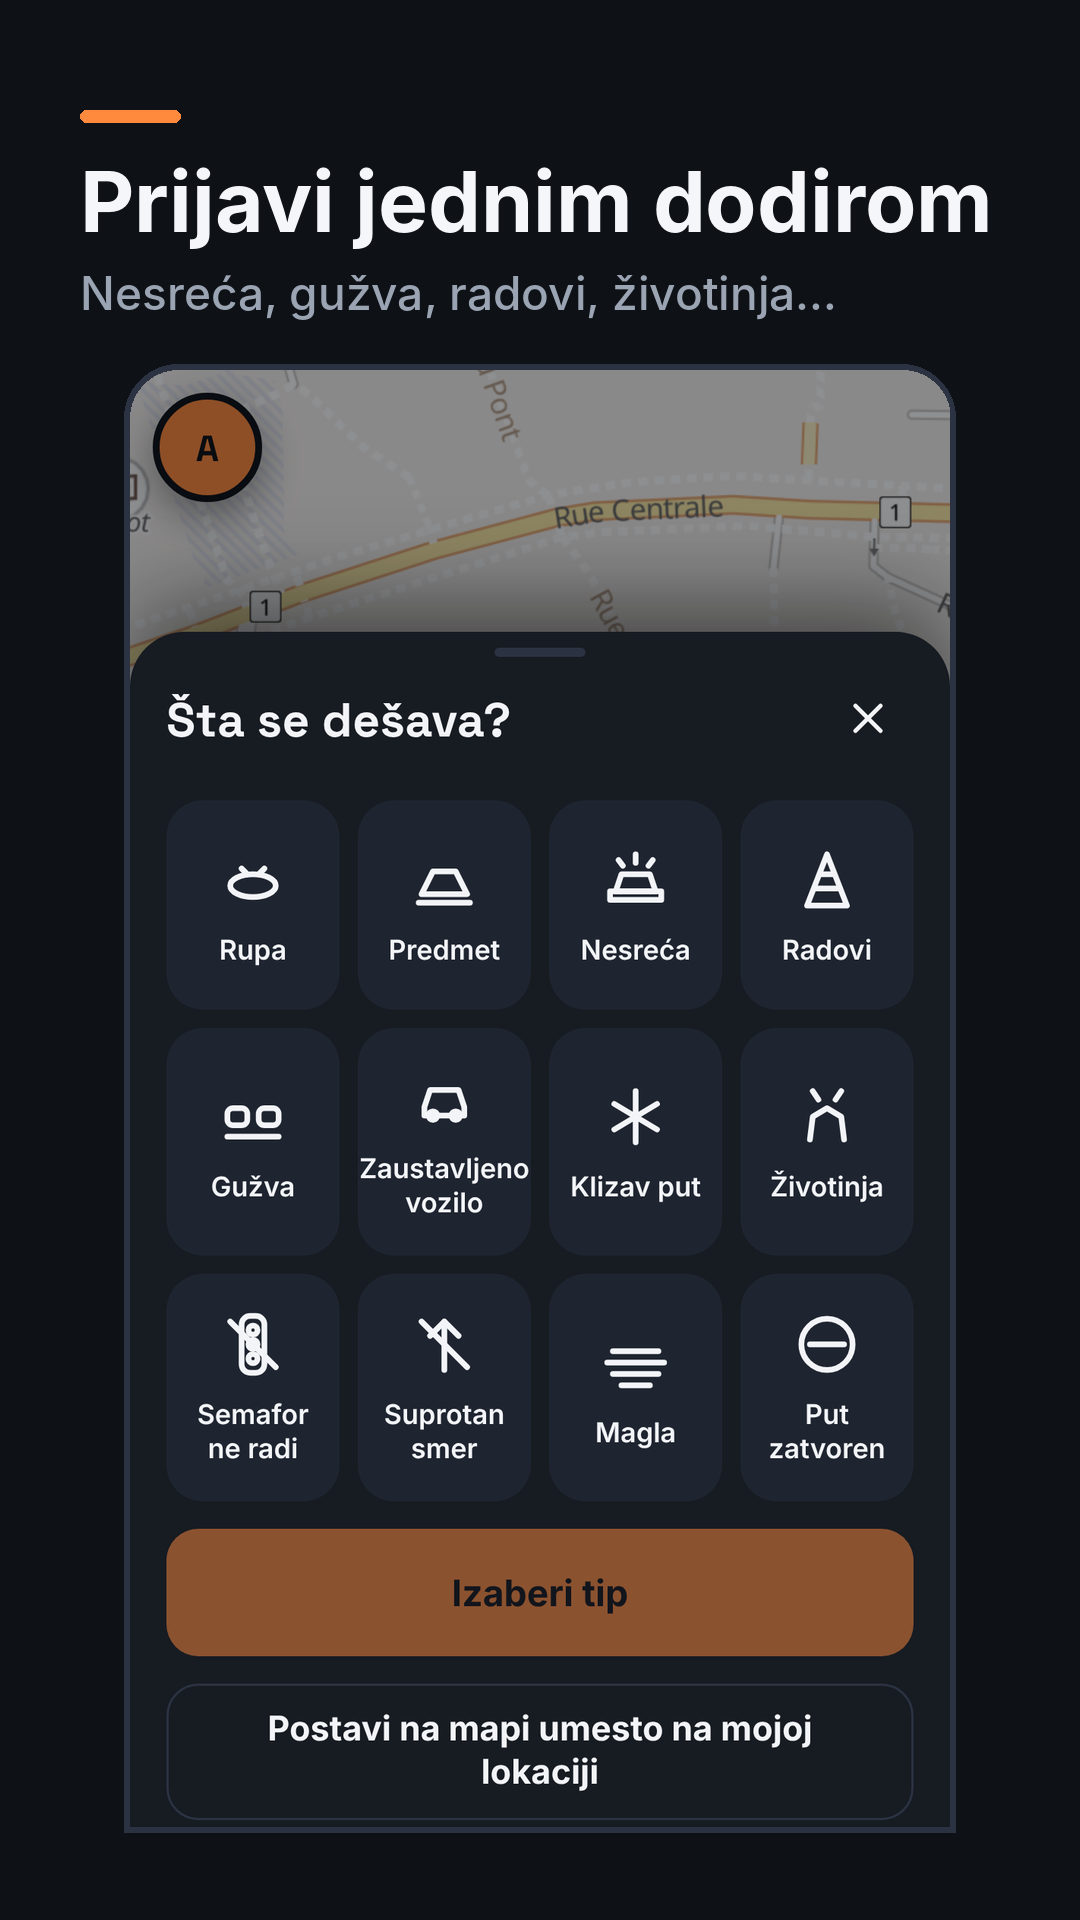 Prijavi jednim dodirom
Nesreća, gužva, radovi, životinja...
A
Pont
Rue Centrale
1
ot
1
Rue
Šta se dešava?
Rupa
Predmet
Nesreća
Radovi
Gužva
Zaustavljeno
vozilo
Klizav put
Životinja
Semafor
ne radi
Suprotan
smer
Magla
Put
zatvoren
Izaberi tip
Postavi na mapi umesto na mojoj
lokaciji